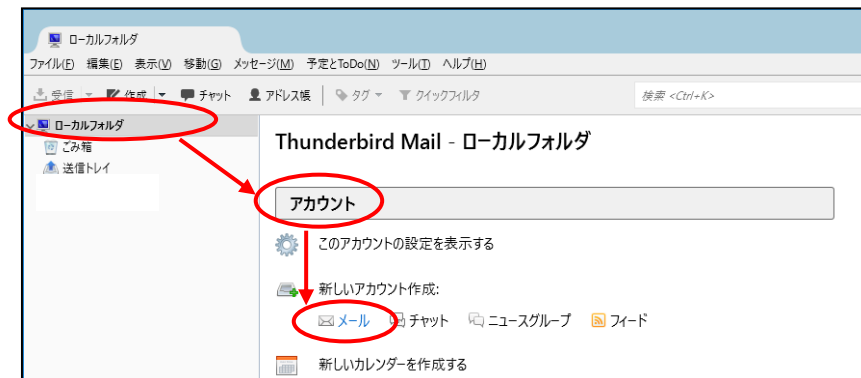 ローカルフォルダ
ファイル(F) 編集(E) 表示(V) 移動(G) メッセージ(M) 予定とToDo(N) ツール(T) ヘルプ(H)
受信 作成 チャット アドレス帳 タグ クイックフィルタ 検索 <Ctrl+K>
ローカルフォルダ
ごみ箱
送信トレイ
Thunderbird Mail - ローカルフォルダ
アカウント
このアカウントの設定を表示する
新しいアカウント作成:
メール チャット ニュースグループ フィード
新しいカレンダーを作成する